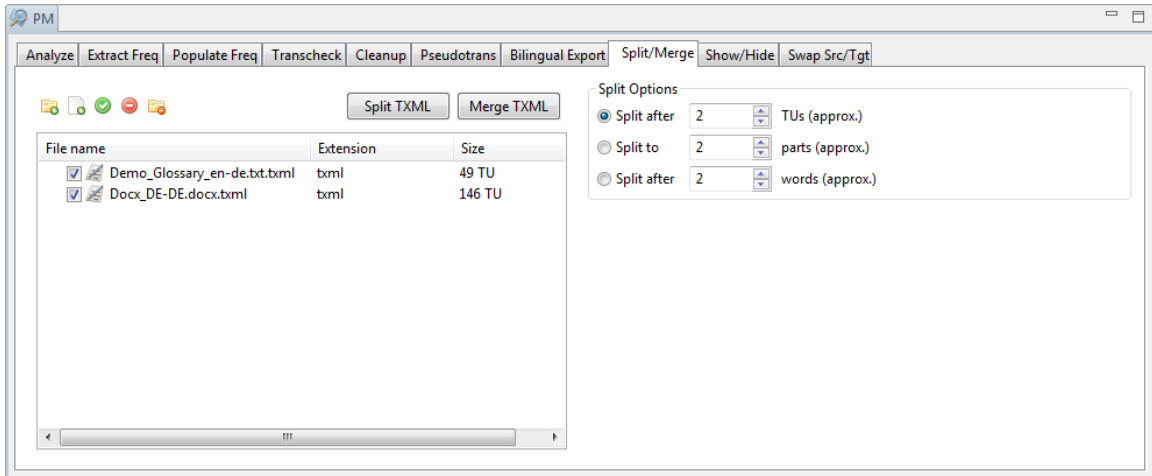 PM
Analyze Extract Freq Populate Freq Transcheck Cleanup Pseudotrans Bilingual Export Split/Merge Show/Hide Swap Src/Tgt
Split TXML Merge TXML
File name Extension Size
Demo_Glossary_en-de.txt.txml txml 49 TU
Docx_DE-DE.docx.txml txml 146 TU
Split Options
Split after 2 TUs (approx.)
Split to 2 parts (approx.)
Split after 2 words (approx.)